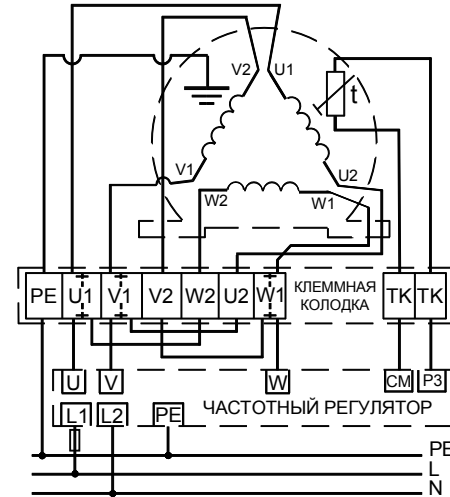 V2 U1
t
V1
U2
W2
W1
PE U1 V1 V2 W2 U2 W1 КЛЕММНАЯ КОЛОДКА TK TK
U V W CM P3
L1 L2 PE ЧАСТОТНЫЙ РЕГУЛЯТОР
PE
L
N